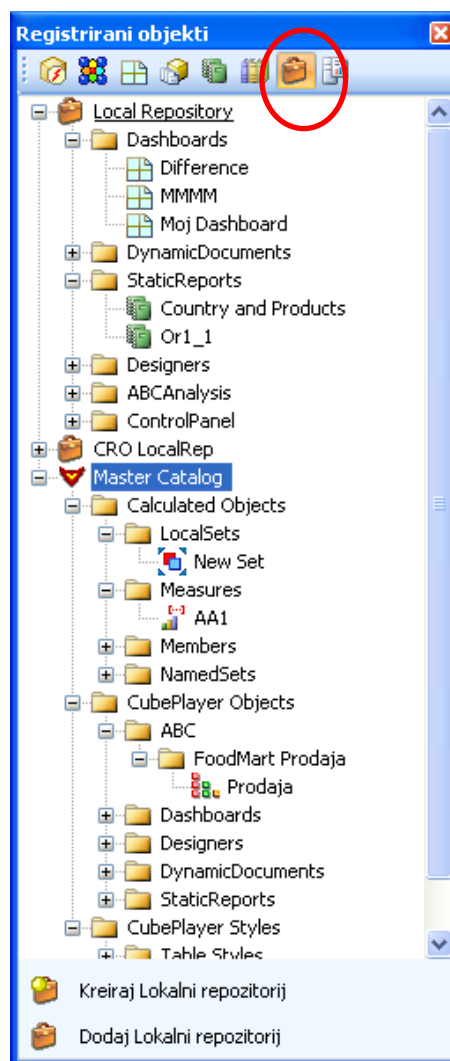 Registrirani objekti
Local Repository
Dashboards
Difference
MMMM
Moj Dashboard
DynamicDocuments
StaticReports
Country and Products
Or1_1
Designers
ABCAnalysis
ControlPanel
CRO LocalRep
Master Catalog
Calculated Objects
LocalSets
New Set
Measures
AA1
Members
NamedSets
CubePlayer Objects
ABC
FoodMart Prodaja
Prodaja
Dashboards
Designers
DynamicDocuments
StaticReports
CubePlayer Styles
Table Styles
Kreiraj Lokalni repozitorij
Dodaj Lokalni repozitorij